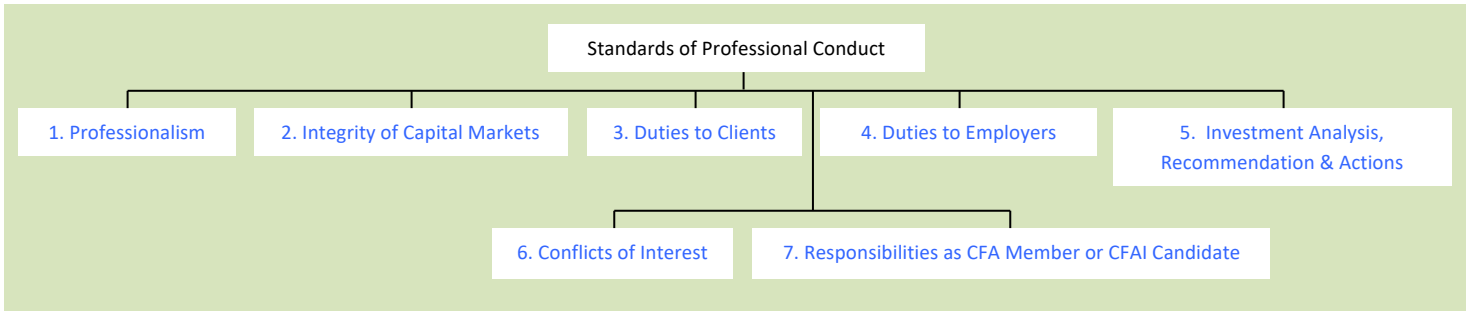 Standards of Professional Conduct
1. Professionalism
2. Integrity of Capital Markets
3. Duties to Clients
4. Duties to Employers
5. Investment Analysis,
Recommendation & Actions
6. Conflicts of Interest
7. Responsibilities as CFA Member or CFAI Candidate